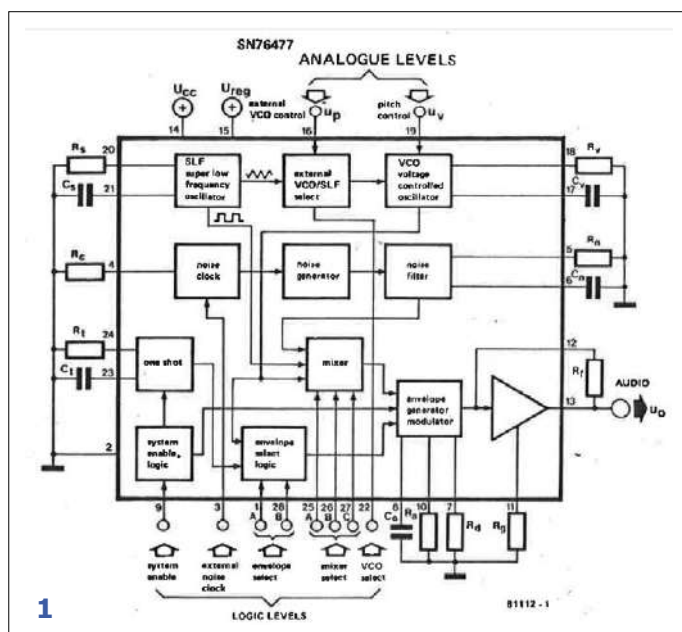 SN76477
ANALOGUE LEVELS
Ucc
Ureg
external
VCO control
up
pitch
control
uv
14
15
16
19
Rs
20
Cs
21
SLF
super low
frequency
oscillator
external
VCO/SLF
select
VCO
voltage
controlled
oscillator
18
Rv
17
Cv
Rc
4
noise
clock
noise
generator
noise
filter
5
Rn
6
Cn
Rt
24
Ct
23
one shot
mixer
envelope
generator
modulator
12
Rf
13
AUDIO
uo
2
system
enable
logic
envelope
select
logic
9
3
1
A
28
B
25
A
26
B
27
C
22
Ra
10
7
Rd
Rg
11
system
enable
external
noise
clock
envelope
select
mixer
select
VCO
select
LOGIC LEVELS
81112 - 1
1